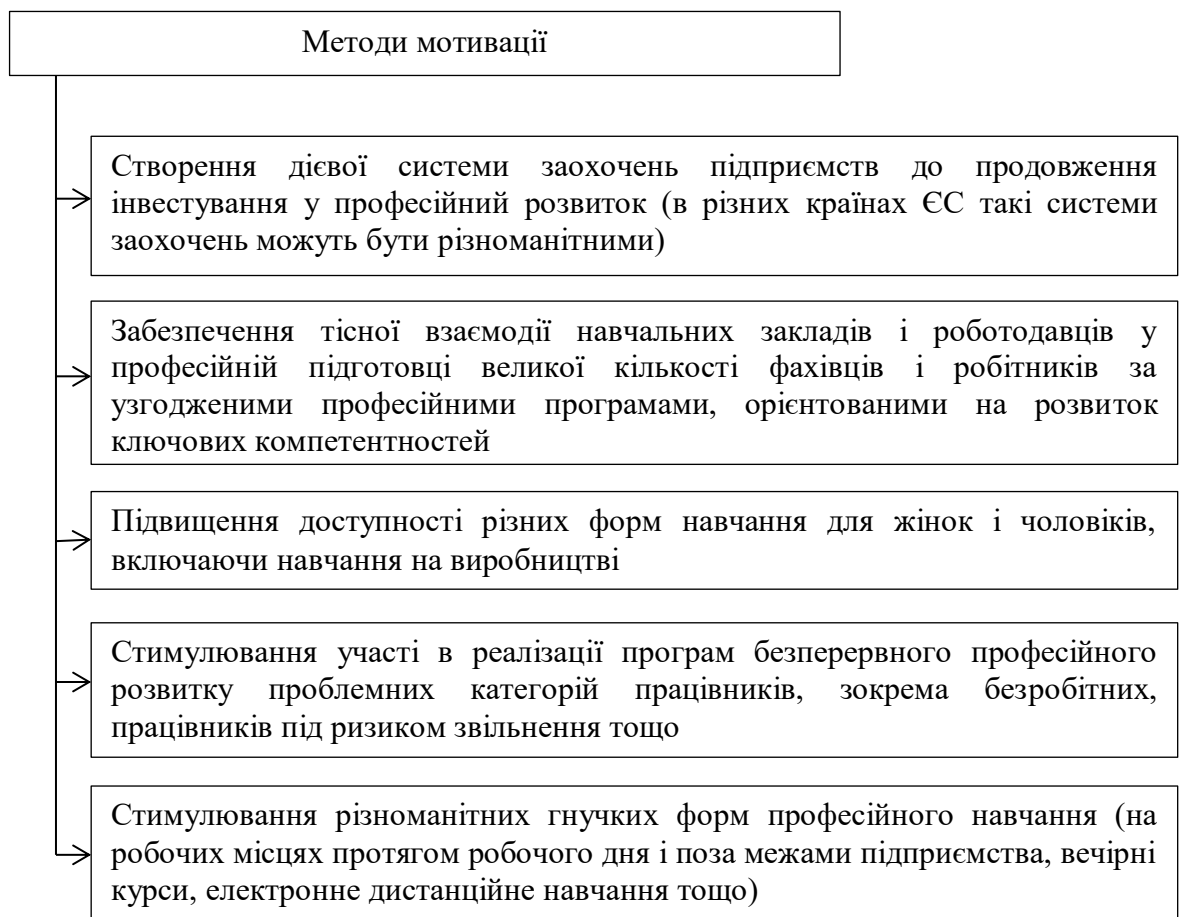 Методи мотивації
Створення дієвої системи заохочень підприємств до продовження
інвестування у професійний розвиток (в різних країнах ЄС такі системи
заохочень можуть бути різноманітними)
Забезпечення тісної взаємодії навчальних закладів і роботодавців у
професійній підготовці великої кількості фахівців і робітників за
узгодженими професійними програмами, орієнтованими на розвиток
ключових компетентностей
Підвищення доступності різних форм навчання для жінок і чоловіків,
включаючи навчання на виробництві
Стимулювання участі в реалізації програм безперервного професійного
розвитку проблемних категорій працівників, зокрема безробітних,
працівників під ризиком звільнення тощо
Стимулювання різноманітних гнучких форм професійного навчання (на
робочих місцях протягом робочого дня і поза межами підприємства, вечірні
курси, електронне дистанційне навчання тощо)